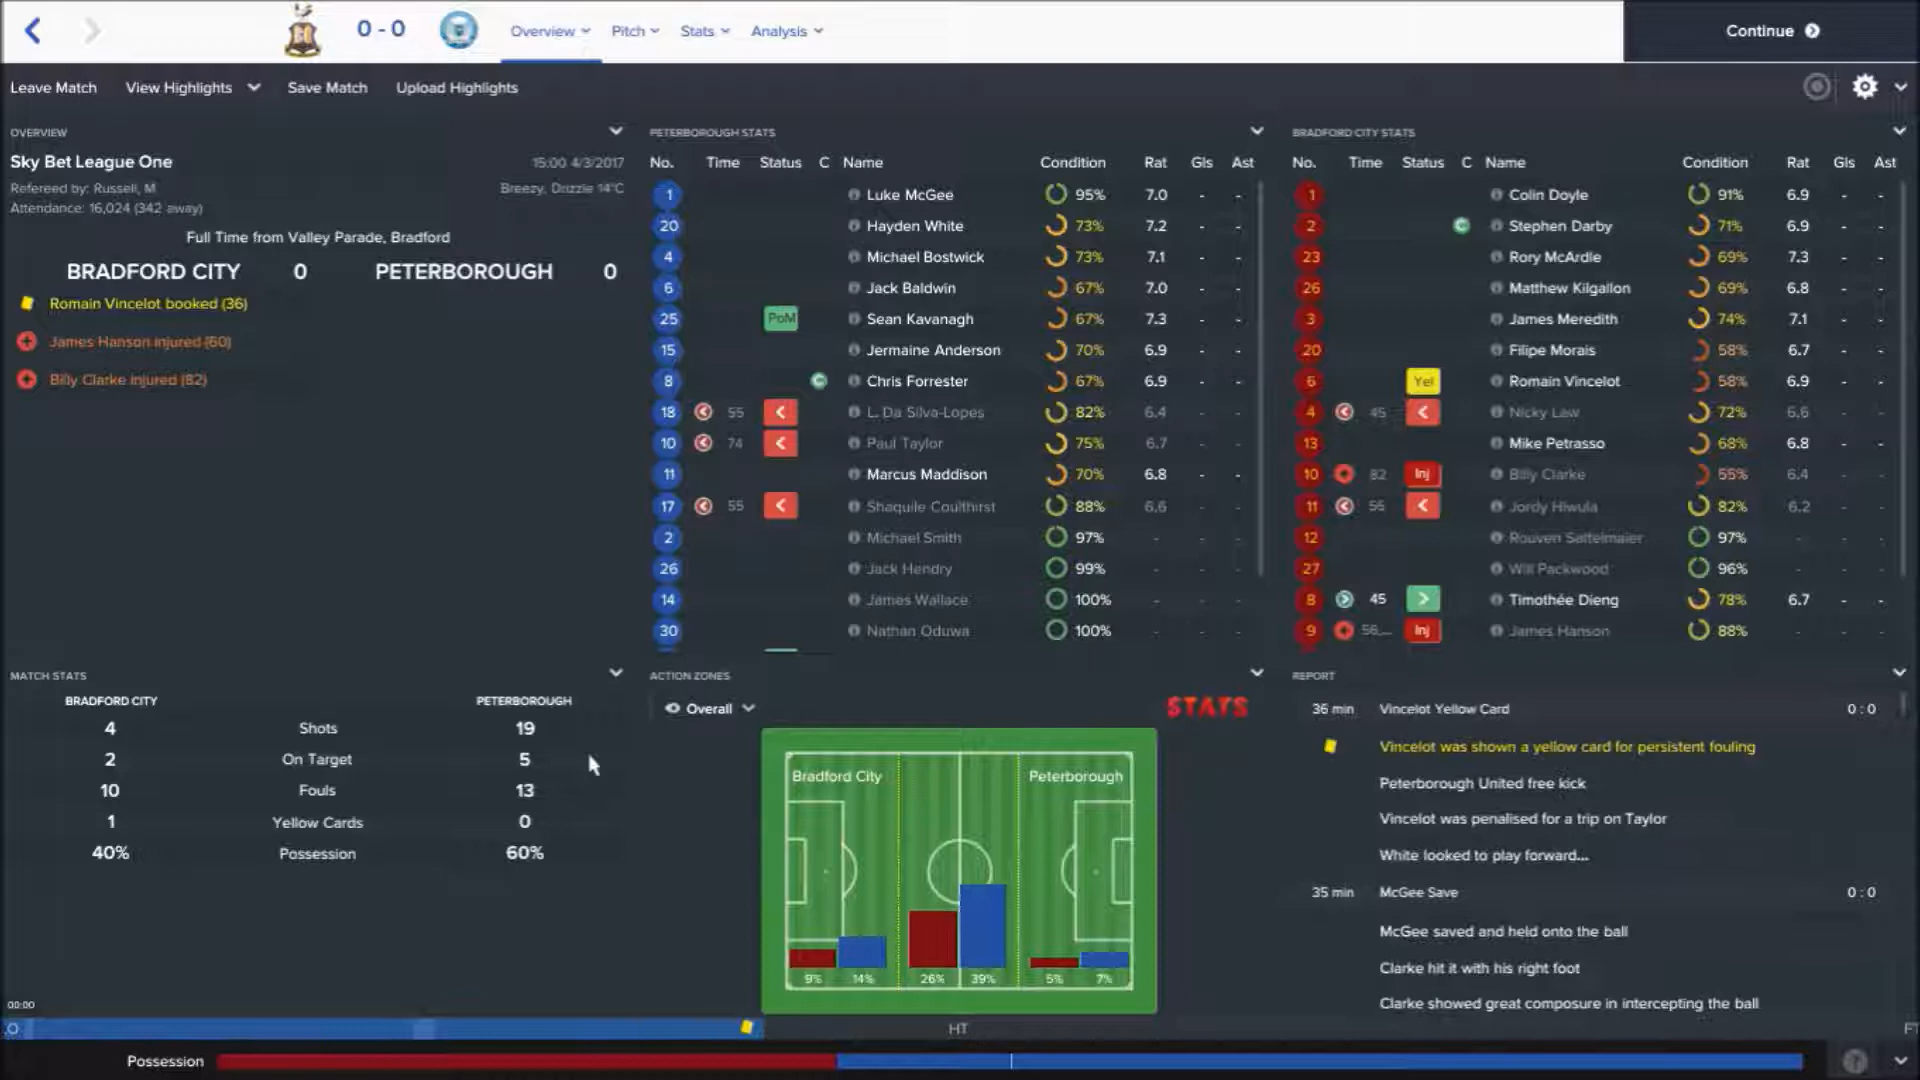 0 - 0
Overview Pitch Stats Analysis
Continue
Leave Match View Highlights Save Match Upload Highlights
OVERVIEW
Sky Bet League One 15:00 4/3/2017
Refereed by: Russell, M Breezy, Drizzle 14°C
Attendance: 16,024 (342 away)
Full Time from Valley Parade, Bradford
BRADFORD CITY 0 PETERBOROUGH 0
Romain Vincelot booked (36)
James Hanson injured (60)
Billy Clarke injured (82)
PETERBOROUGH STATS
No. Time Status C Name Condition Rat Gls Ast
1 Luke McGee 95% 7.0 - -
20 Hayden White 73% 7.2 - -
4 Michael Bostwick 73% 7.1 - -
6 Jack Baldwin 67% 7.0 - -
25 PoM Sean Kavanagh 67% 7.3 - -
15 Jermaine Anderson 70% 6.9 - -
8 C Chris Forrester 67% 6.9 - -
18 55 L. Da Silva-Lopes 82% 6.4 - -
10 74 Paul Taylor 75% 6.7 - -
11 Marcus Maddison 70% 6.8 - -
17 55 Shaquile Coulthirst 88% 6.6 - -
2 Michael Smith 97% - - -
26 Jack Hendry 99% - - -
14 James Wallace 100% - - -
30 Nathan Oduwa 100% - - -
BRADFORD CITY STATS
No. Time Status C Name Condition Rat Gls Ast
1 Colin Doyle 91% 6.9 - -
2 C Stephen Darby 71% 6.9 - -
23 Rory McArdle 69% 7.3 - -
26 Matthew Kilgallon 69% 6.8 - -
3 James Meredith 74% 7.1 - -
20 Filipe Morais 58% 6.7 - -
6 Yel Romain Vincelot 58% 6.9 - -
4 45 Nicky Law 72% 6.6 - -
13 Mike Petrasso 68% 6.8 - -
10 82 Inj Billy Clarke 55% 6.4 - -
11 56 Jordy Hiwula 82% 6.2 - -
12 Rouven Sattelmaier 97% - - -
27 Will Packwood 96% - - -
8 45 Timothée Dieng 78% 6.7 - -
9 56,... Inj James Hanson 88% - - -
MATCH STATS
BRADFORD CITY PETERBOROUGH
4 Shots 19
2 On Target 5
10 Fouls 13
1 Yellow Cards 0
40% Possession 60%
ACTION ZONES
Overall
STATS
Bradford City Peterborough
9% 14% 26% 39% 5% 7%
REPORT
36 min Vincelot Yellow Card 0 : 0
Vincelot was shown a yellow card for persistent fouling
Peterborough United free kick
Vincelot was penalised for a trip on Taylor
White looked to play forward...
35 min McGee Save 0 : 0
McGee saved and held onto the ball
Clarke hit it with his right foot
Clarke showed great composure in intercepting the ball
00:00
HT FT
Possession